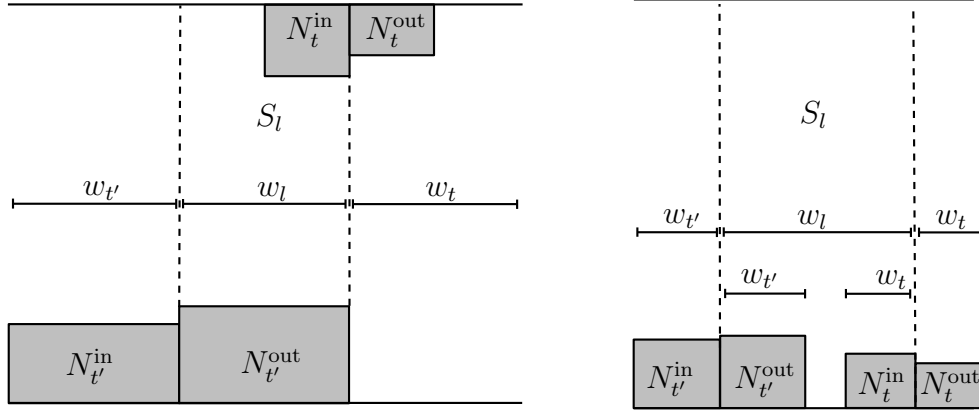 N_t^in N_t^out
S_l
w_{t'} w_l w_t
N_{t'}^in N_{t'}^out
S_l
w_{t'} w_l w_t
w_{t'} w_t
N_{t'}^in N_{t'}^out N_t^in N_t^out